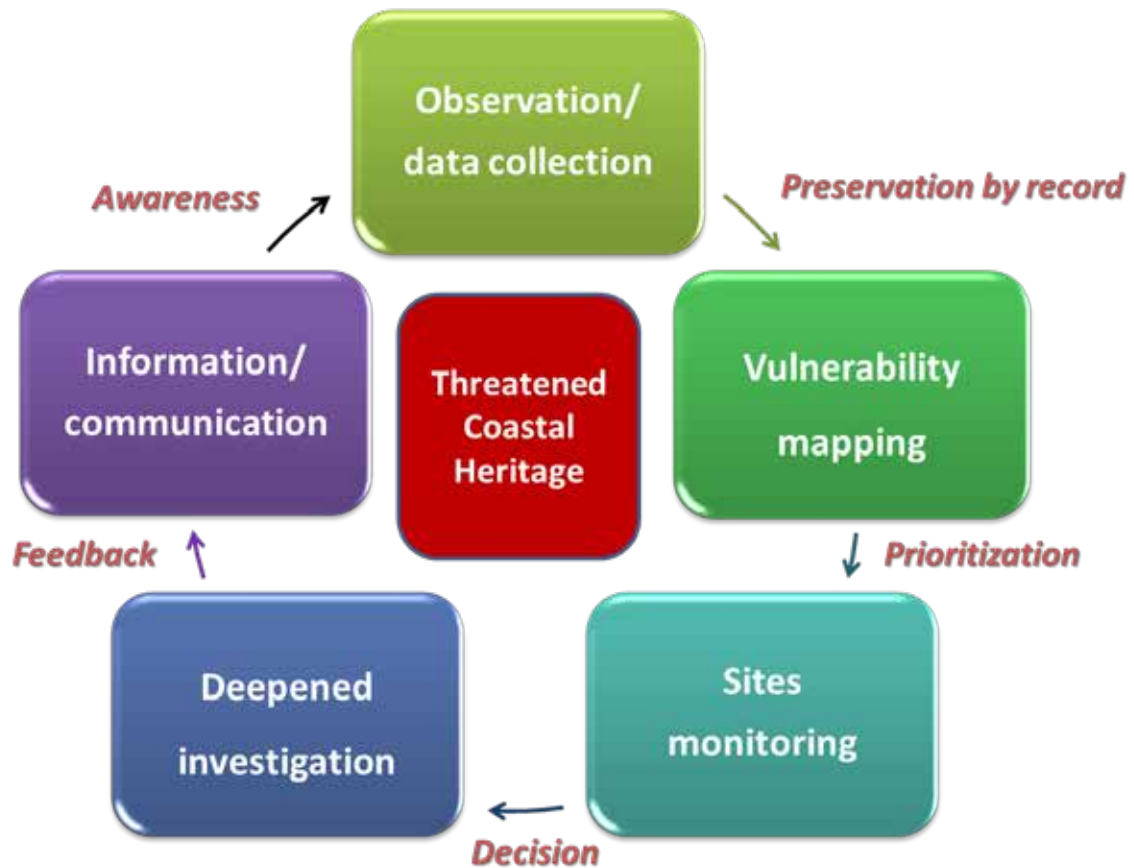 Observation/
data collection
Awareness
Preservation by record
Information/
communication
Threatened
Coastal
Heritage
Vulnerability
mapping
Feedback
Prioritization
Deepened
investigation
Sites
monitoring
Decision